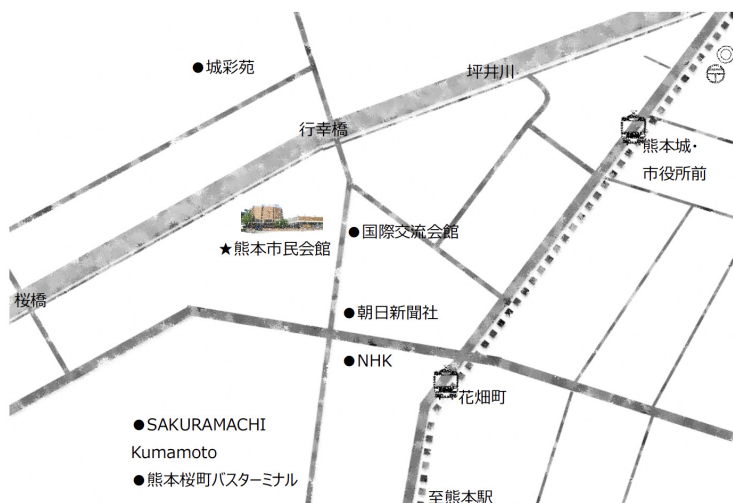 ●城彩苑
坪井川
行幸橋
熊本城・
市役所前
●国際交流会館
★熊本市民会館
桜橋
●朝日新聞社
●NHK
花畑町
●SAKURAMACHI
Kumamoto
●熊本桜町バスターミナル
至熊本駅